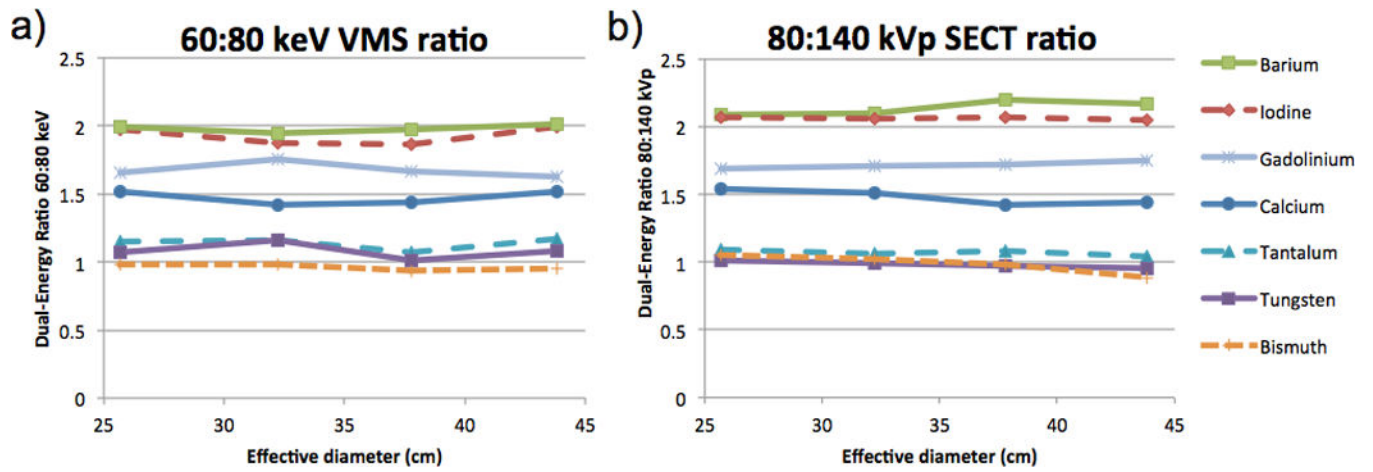 a)
60:80 keV VMS ratio
Dual-Energy Ratio 60:80 keV
2.5
2
1.5
1
0.5
0
25
30
35
40
45
Effective diameter (cm)
b)
80:140 kVp SECT ratio
Dual-Energy Ratio 80:140 kVp
2.5
2
1.5
1
0.5
0
25
30
35
40
45
Effective diameter (cm)
Barium
Iodine
Gadolinium
Calcium
Tantalum
Tungsten
Bismuth